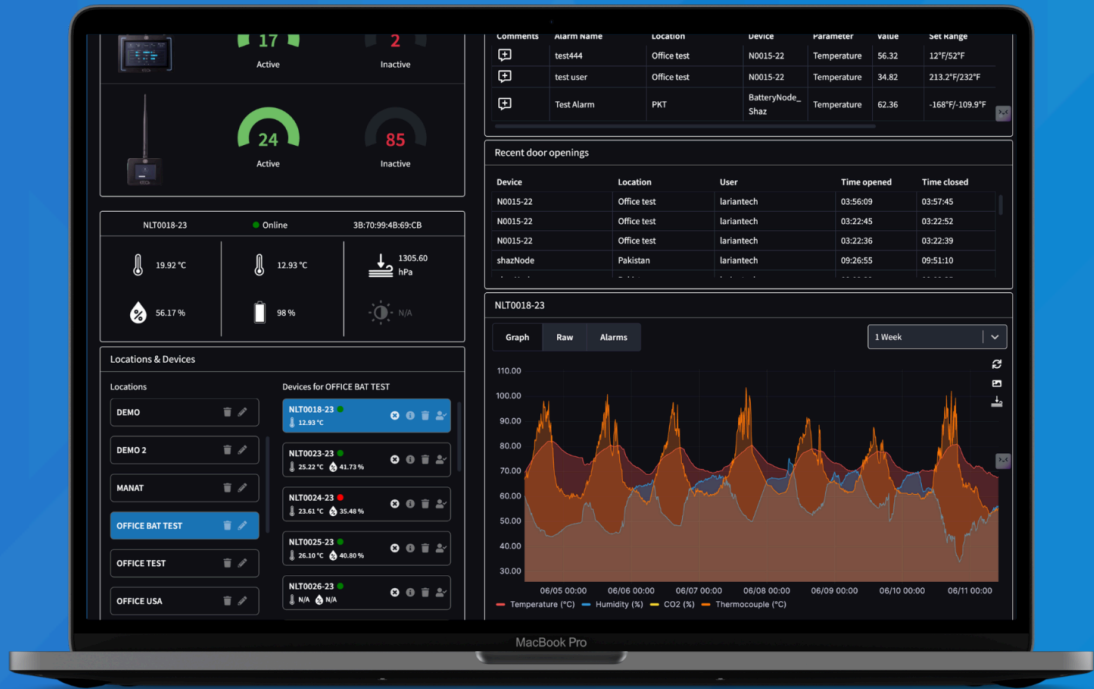 17
Active
2
Inactive
24
Active
85
Inactive
NLT0018-23 Online 3B:70:99:4B:69:CB
19.92 °C
12.93 °C
1305.60 hPa
56.17 %
98 %
N/A
Locations & Devices
Locations
DEMO
DEMO 2
MANAT
OFFICE BAT TEST
OFFICE TEST
OFFICE USA
Devices for OFFICE BAT TEST
NLT0018-23
12.93 °C
NLT0023-23
25.22 °C 41.73 %
NLT0024-23
23.61 °C 35.48 %
NLT0025-23
26.10 °C 40.80 %
NLT0026-23
N/A N/A
Comments Alarm Name Location Device Parameter Value Set Range
test444 Office test N0015-22 Temperature 56.32 12°F/52°F
test user Office test N0015-22 Temperature 34.82 213.2°F/232°F
Test Alarm PKT BatteryNode_Shaz Temperature 62.36 -168°F/-109.9°F
Recent door openings
Device Location User Time opened Time closed
N0015-22 Office test lariantech 03:56:09 03:57:45
N0015-22 Office test lariantech 03:22:45 03:22:52
N0015-22 Office test lariantech 03:22:36 03:22:39
shazNode Pakistan lariantech 09:26:55 09:51:10
NLT0018-23
Graph Raw Alarms
1 Week
110.00
100.00
90.00
80.00
70.00
60.00
50.00
40.00
30.00
06/05 00:00 06/06 00:00 06/07 00:00 06/08 00:00 06/09 00:00 06/10 00:00 06/11 00:00
Temperature (°C) Humidity (%) CO2 (%) Thermocouple (°C)
MacBook Pro